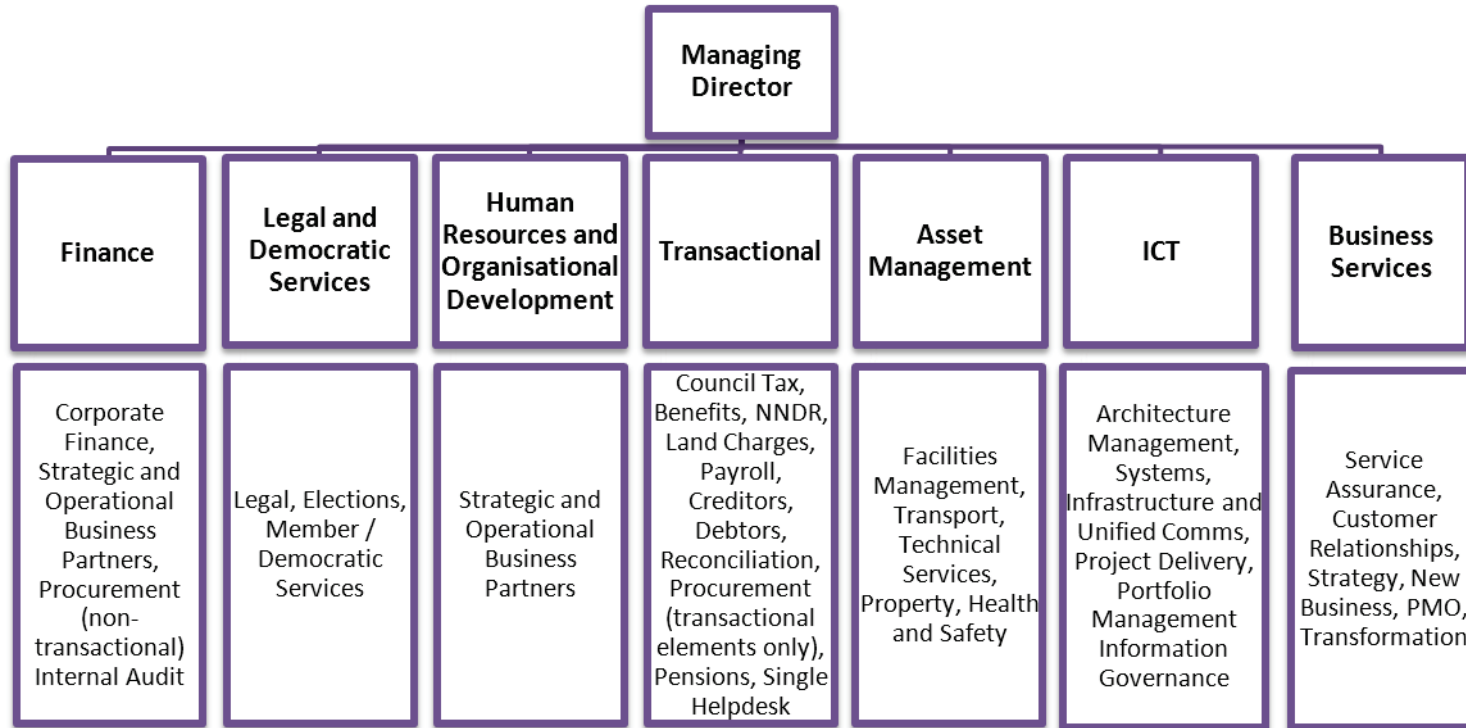 Managing
Director
Finance
Legal and
Democratic
Services
Human
Resources and
Organisational
Development
Transactional
Asset
Management
ICT
Business
Services
Corporate
Finance,
Strategic and
Operational
Business
Partners,
Procurement
(non-
transactional)
Internal Audit
Legal, Elections,
Member /
Democratic
Services
Strategic and
Operational
Business
Partners
Council Tax,
Benefits, NNDR,
Land Charges,
Payroll,
Creditors,
Debtors,
Reconciliation,
Procurement
(transactional
elements only),
Pensions, Single
Helpdesk
Facilities
Management,
Transport,
Technical
Services,
Property, Health
and Safety
Architecture
Management,
Systems,
Infrastructure and
Unified Comms,
Project Delivery,
Portfolio
Management
Information
Governance
Service
Assurance,
Customer
Relationships,
Strategy, New
Business, PMO,
Transformation